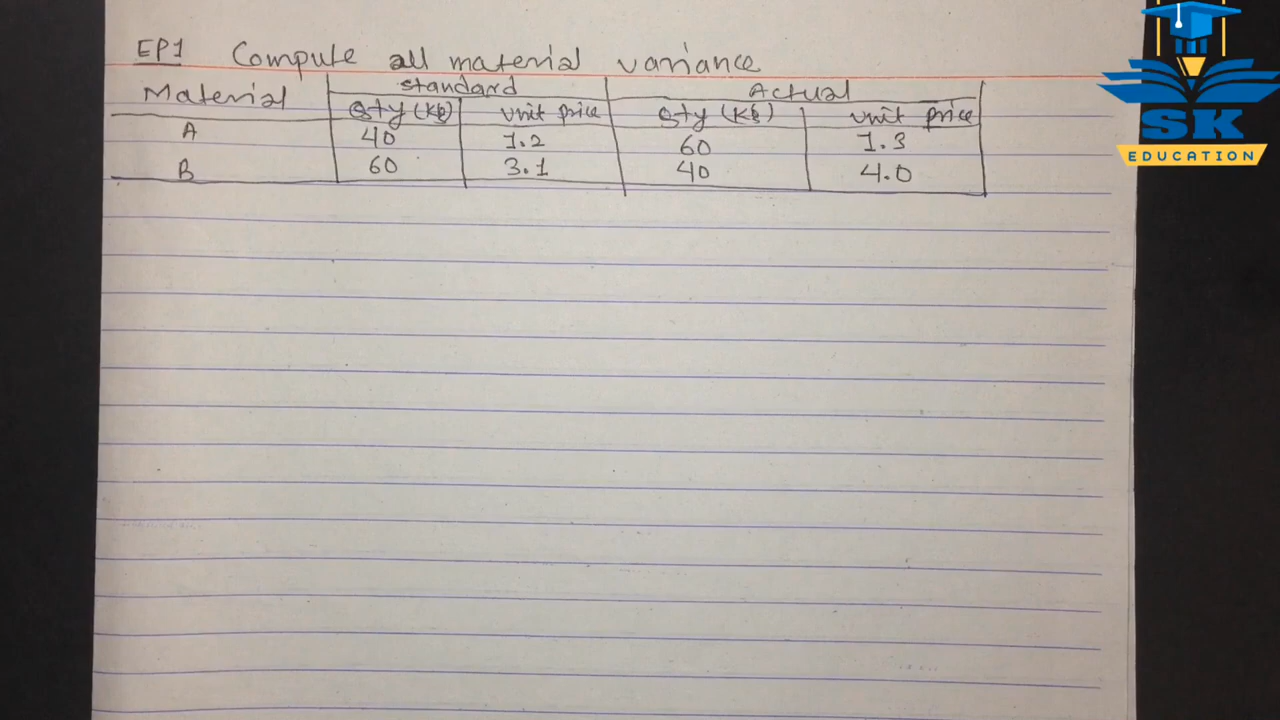 EP1 Compute all material variance
Material Standard Actual
Qty (Kg) unit price Qty (Kg) unit price
A 40 1.2 60 1.3
B 60 3.1 40 4.0
SK
EDUCATION